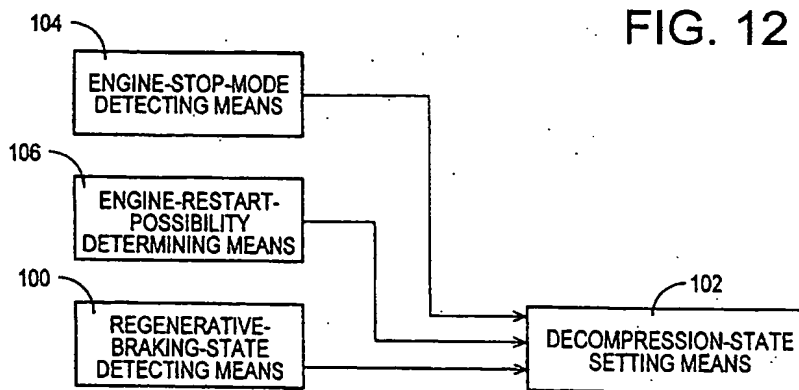 FIG. 12
104
ENGINE-STOP-MODE
DETECTING MEANS
106
ENGINE-RESTART-
POSSIBILITY
DETERMINING MEANS
100
REGENERATIVE-
BRAKING-STATE
DETECTING MEANS
102
DECOMPRESSION-STATE
SETTING MEANS